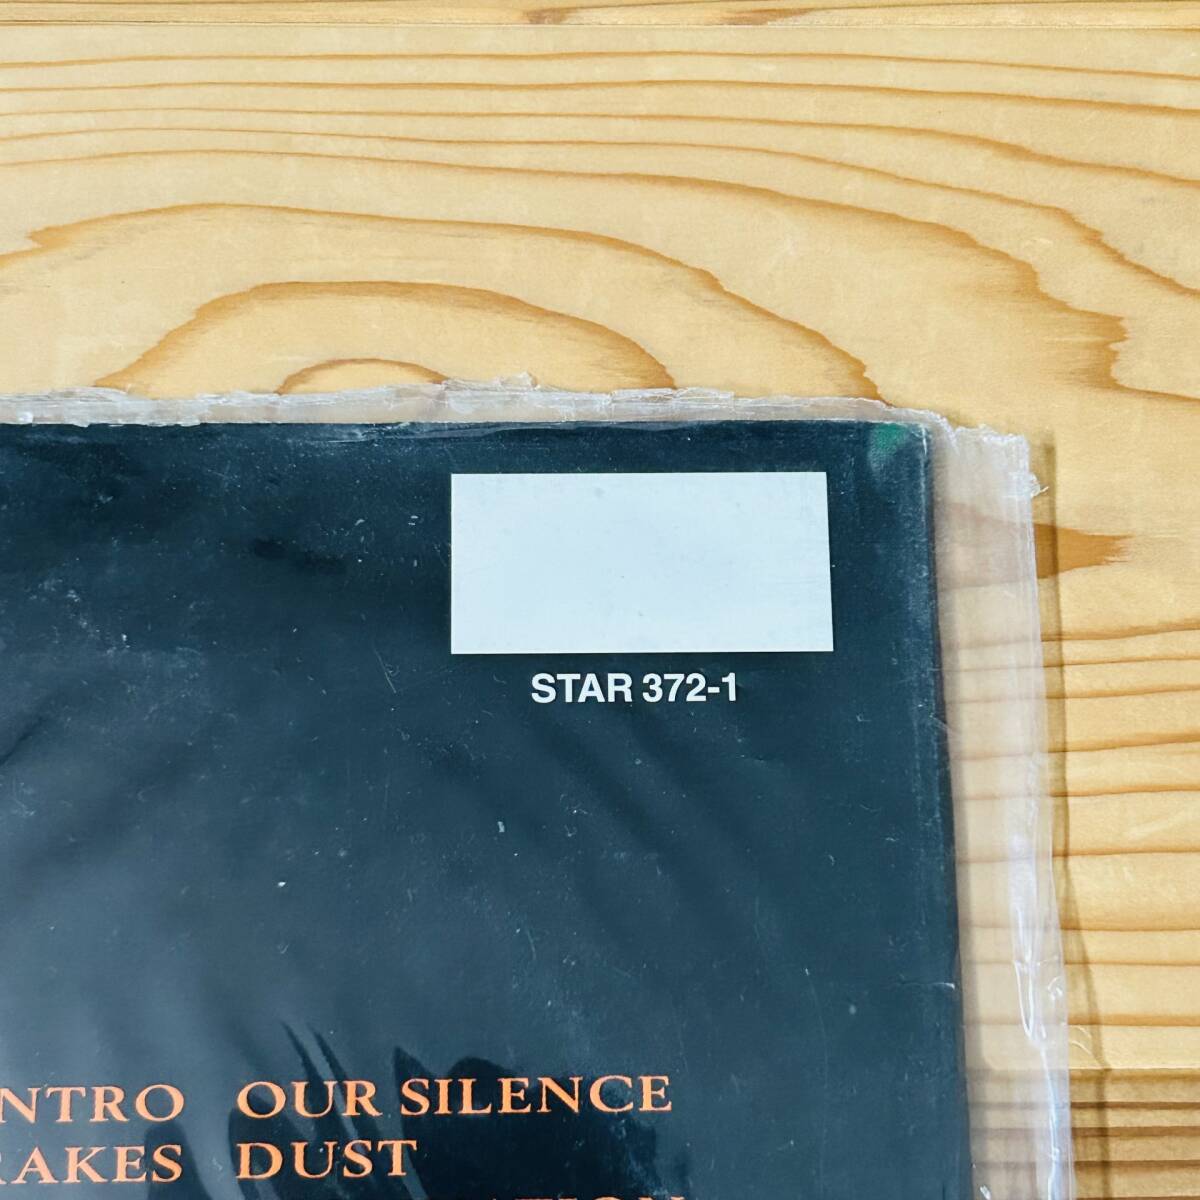 STAR 372-1
NTRO OUR SILENCE
RAKES DUST